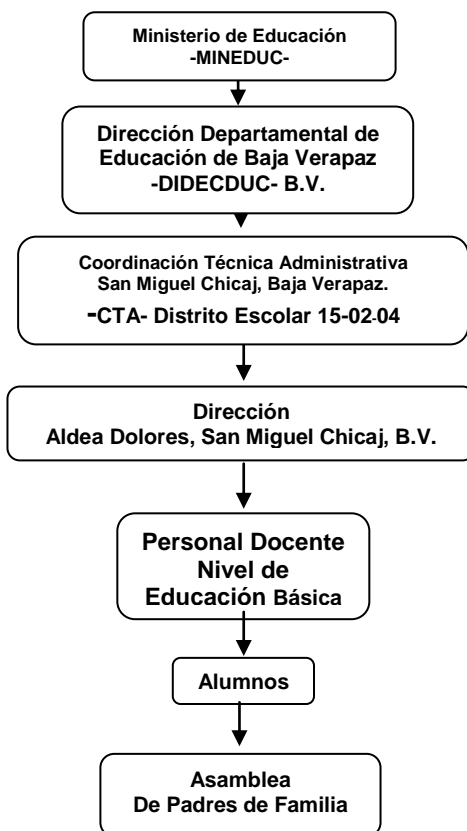 Ministerio de Educación
-MINEDUC-
Dirección Departamental de
Educación de Baja Verapaz
-DIDECDUC- B.V.
Coordinación Técnica Administrativa
San Miguel Chicaj, Baja Verapaz.
-CTA- Distrito Escolar 15-02-04
Dirección
Aldea Dolores, San Miguel Chicaj, B.V.
Personal Docente
Nivel de
Educación Básica
Alumnos
Asamblea
De Padres de Familia